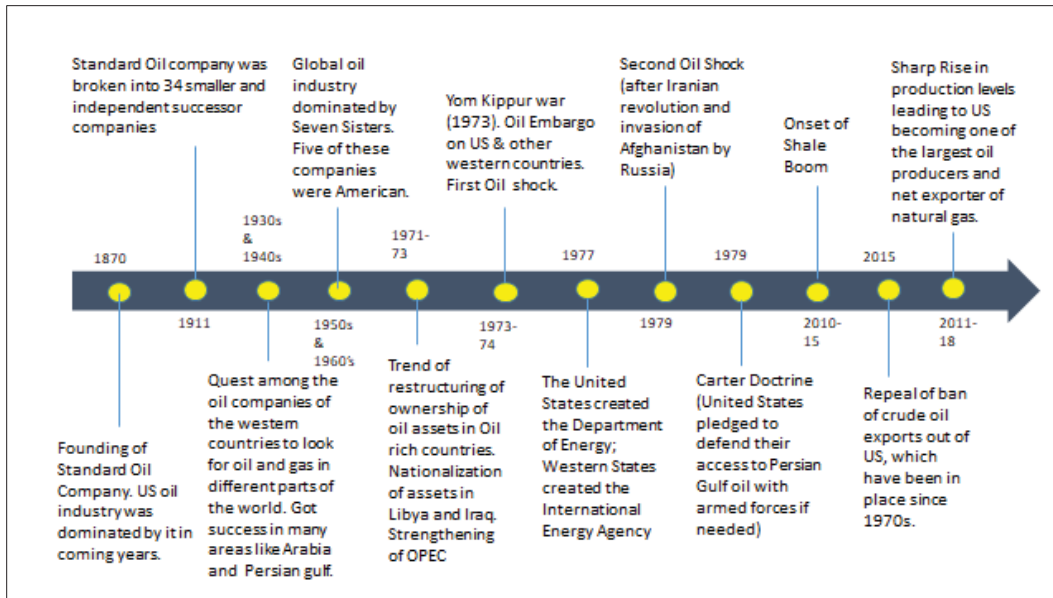 Standard Oil company was
broken into 34 smaller and
independent successor
companies
Global oil
industry
dominated by
Seven Sisters.
Five of these
companies
were American.
Yom Kippur war
(1973). Oil Embargo
on US & other
western countries.
First Oil shock.
Second Oil Shock
(after Iranian
revolution and
invasion of
Afghanistan by
Russia)
Onset of
Shale
Boom
Sharp Rise in
production levels
leading to US
becoming one of
the largest oil
producers and
net exporter of
natural gas.
1870
1930s
&
1940s
1971-
73
1977
1979
2015
1911
1950s
&
1960's
1973-
74
1979
2010-
15
2011-
18
Founding of
Standard Oil
Company. US oil
industry was
dominated by it in
coming years.
Quest among the
oil companies of
the western
countries to look
for oil and gas in
different parts of
the world. Got
success in many
areas like Arabia
and Persian gulf.
Trend of
restructuring of
ownership of
oil assets in Oil
rich countries.
Nationalization
of assets in
Libya and Iraq.
Strengthening
of OPEC
The United
States created
the Department
of Energy;
Western States
created the
International
Energy Agency
Carter Doctrine
(United States
pledged to
defend their
access to Persian
Gulf oil with
armed forces if
needed)
Repeal of ban
of crude oil
exports out of
US, which
have been in
place since
1970s.